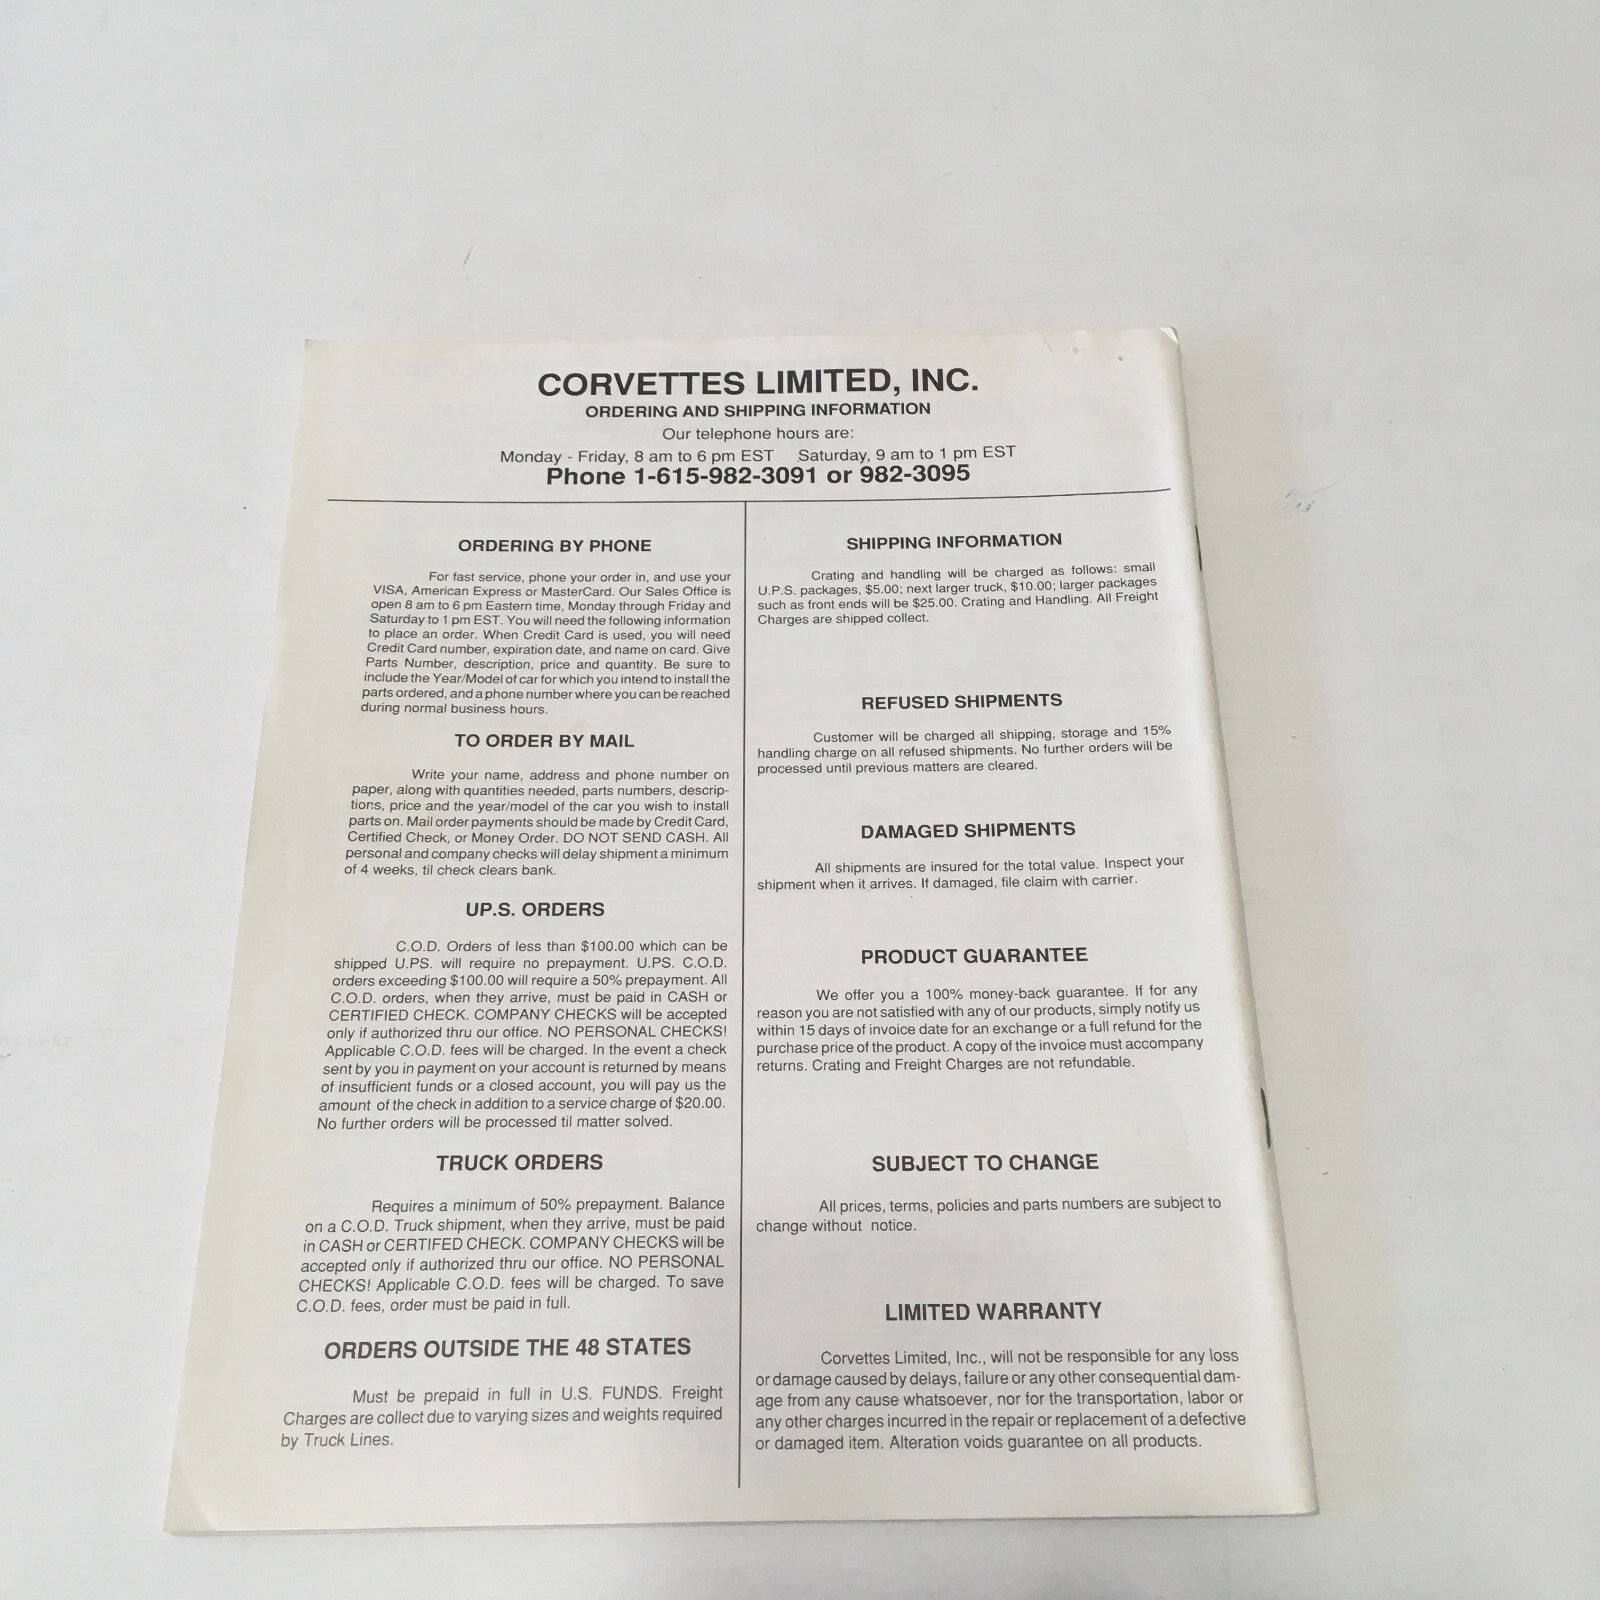 CORVETTES LIMITED, INC.
ORDERING AND SHIPPING INFORMATION
Our telephone hours are:
Monday - Friday, 8 am to 6 pm EST Saturday, 9 am to 1 pm EST
Phone 1-615-982-3091 or 982-3095
ORDERING BY PHONE
For fast service, phone your order in, and use your
VISA, American Express or MasterCard. Our Sales Office is
open 8 am to 6 pm Eastern time, Monday through Friday and
Saturday to 1 pm EST. You will need the following information
to place an order. When Credit Card is used, you will need
Credit Card number, expiration date, and name on card. Give
Parts Number, description, price and quantity. Be sure to
include the Year/Model of car for which you intend to install the
parts ordered, and a phone number where you can be reached
during normal business hours.
TO ORDER BY MAIL
Write your name, address and phone number on
paper, along with quantities needed, parts numbers, descrip-
tions, price and the year/model of the car you wish to install
parts on. Mail order payments should be made by Credit Card,
Certified Check, or Money Order. DO NOT SEND CASH. All
personal and company checks will delay shipment a minimum
of 4 weeks, til check clears bank.
UP.S. ORDERS
C.O.D. Orders of less than $100.00 which can be
shipped U.PS. will require no prepayment. U.PS. C.O.D.
orders exceeding $100.00 will require a 50% prepayment. All
C.O.D. orders, when they arrive, must be paid in CASH or
CERTIFIED CHECK. COMPANY CHECKS will be accepted
only if authorized thru our office. NO PERSONAL CHECKS!
Applicable C.O.D. fees will be charged. In the event a check
sent by you in payment on your account is returned by means
of insufficient funds or a closed account, you will pay us the
amount of the check in addition to a service charge of $20.00.
No further orders will be processed til matter solved.
TRUCK ORDERS
Requires a minimum of 50% prepayment. Balance
on a C.O.D. Truck shipment, when they arrive, must be paid
in CASH or CERTIFED CHECK. COMPANY CHECKS will be
accepted only if authorized thru our office. NO PERSONAL
CHECKS! Applicable C.O.D. fees will be charged. To save
C.O.D. fees, order must be paid in full.
ORDERS OUTSIDE THE 48 STATES
Must be prepaid in full in U.S. FUNDS. Freight
Charges are collect due to varying sizes and weights required
by Truck Lines.
SHIPPING INFORMATION
Crating and handling will be charged as follows: small
U.P.S. packages, $5.00; next larger truck, $10.00; larger packages
such as front ends will be $25.00. Crating and Handling. All Freight
Charges are shipped collect.
REFUSED SHIPMENTS
Customer will be charged all shipping, storage and 15%
handling charge on all refused shipments. No further orders will be
processed until previous matters are cleared.
DAMAGED SHIPMENTS
All shipments are insured for the total value. Inspect your
shipment when it arrives. If damaged, file claim with carrier.
PRODUCT GUARANTEE
We offer you a 100% money-back guarantee. If for any
reason you are not satisfied with any of our products, simply notify us
within 15 days of invoice date for an exchange or a full refund for the
purchase price of the product. A copy of the invoice must accompany
returns. Crating and Freight Charges are not refundable.
SUBJECT TO CHANGE
All prices, terms, policies and parts numbers are subject to
change without notice.
LIMITED WARRANTY
Corvettes Limited, Inc., will not be responsible for any loss
or damage caused by delays, failure or any other consequential dam-
age from any cause whatsoever, nor for the transportation, labor or
any other charges incurred in the repair or replacement of a defective
or damaged item. Alteration voids guarantee on all products.